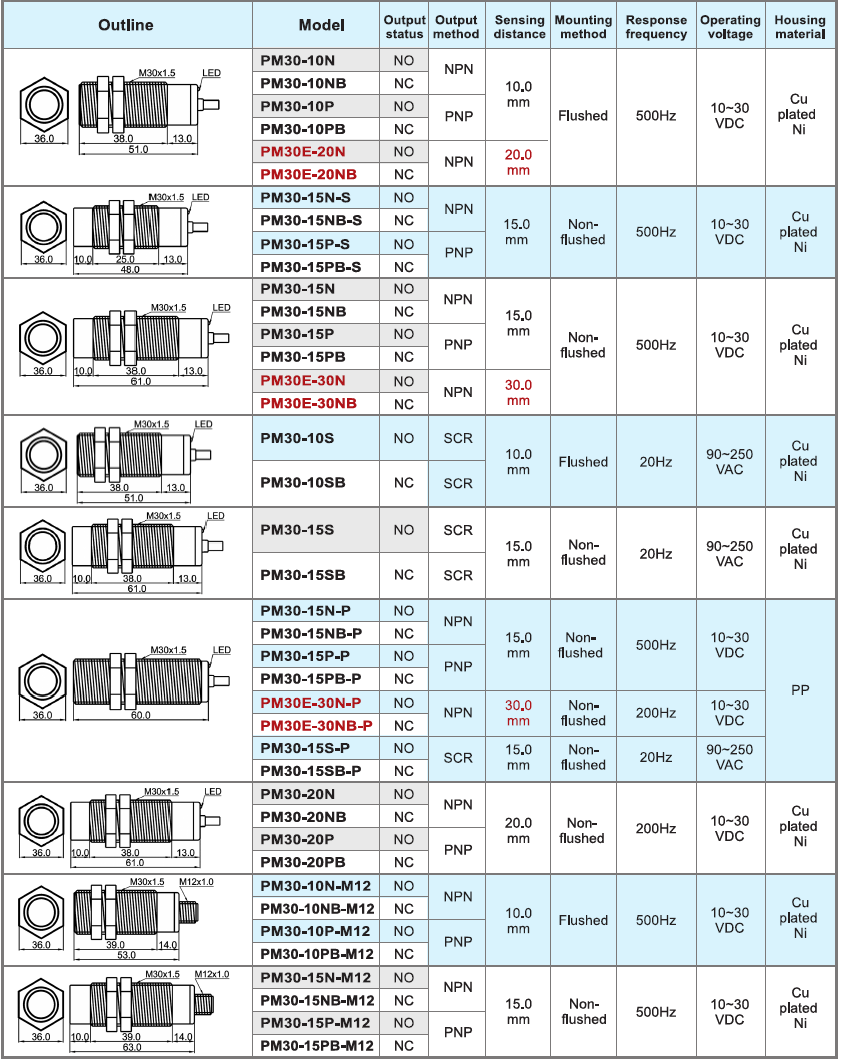 Outline Model Output status Output method Sensing distance Mounting method Response frequency Operating voltage Housing material
M30x1.5 LED
36.0 38.0 13.0
51.0
PM30-10N NO NPN 10.0 mm Flushed 500Hz 10~30 VDC Cu plated Ni
PM30-10NB NC
PM30-10P NO PNP
PM30-10PB NC
PM30E-20N NO NPN 20.0 mm
PM30E-20NB NC
M30x1.5 LED
36.0 10.0 25.0 13.0
48.0
PM30-15N-S NO NPN 15.0 mm Non-flushed 500Hz 10~30 VDC Cu plated Ni
PM30-15NB-S NC
PM30-15P-S NO PNP
PM30-15PB-S NC
M30x1.5 LED
36.0 10.0 38.0 13.0
61.0
PM30-15N NO NPN 15.0 mm Non-flushed 500Hz 10~30 VDC Cu plated Ni
PM30-15NB NC
PM30-15P NO PNP
PM30-15PB NC
PM30E-30N NO NPN 30.0 mm
PM30E-30NB NC
M30x1.5 LED
36.0 38.0 13.0
51.0
PM30-10S NO SCR 10.0 mm Flushed 20Hz 90~250 VAC Cu plated Ni
PM30-10SB NC SCR
M30x1.5 LED
36.0 10.0 38.0 13.0
61.0
PM30-15S NO SCR 15.0 mm Non-flushed 20Hz 90~250 VAC Cu plated Ni
PM30-15SB NC SCR
M30x1.5 LED
36.0 60.0
PM30-15N-P NO NPN 15.0 mm Non-flushed 500Hz 10~30 VDC PP
PM30-15NB-P NC
PM30-15P-P NO PNP
PM30-15PB-P NC
PM30E-30N-P NO NPN 30.0 mm Non-flushed 200Hz 10~30 VDC
PM30E-30NB-P NC
PM30-15S-P NO SCR 15.0 mm Non-flushed 20Hz 90~250 VAC
PM30-15SB-P NC
M30x1.5 LED
36.0 10.0 38.0 13.0
61.0
PM30-20N NO NPN 20.0 mm Non-flushed 200Hz 10~30 VDC Cu plated Ni
PM30-20NB NC
PM30-20P NO PNP
PM30-20PB NC
M30x1.5 M12x1.0
36.0 39.0 14.0
53.0
PM30-10N-M12 NO NPN 10.0 mm Flushed 500Hz 10~30 VDC Cu plated Ni
PM30-10NB-M12 NC
PM30-10P-M12 NO PNP
PM30-10PB-M12 NC
M30x1.5 M12x1.0
36.0 10.0 39.0 14.0
63.0
PM30-15N-M12 NO NPN 15.0 mm Non-flushed 500Hz 10~30 VDC Cu plated Ni
PM30-15NB-M12 NC
PM30-15P-M12 NO PNP
PM30-15PB-M12 NC